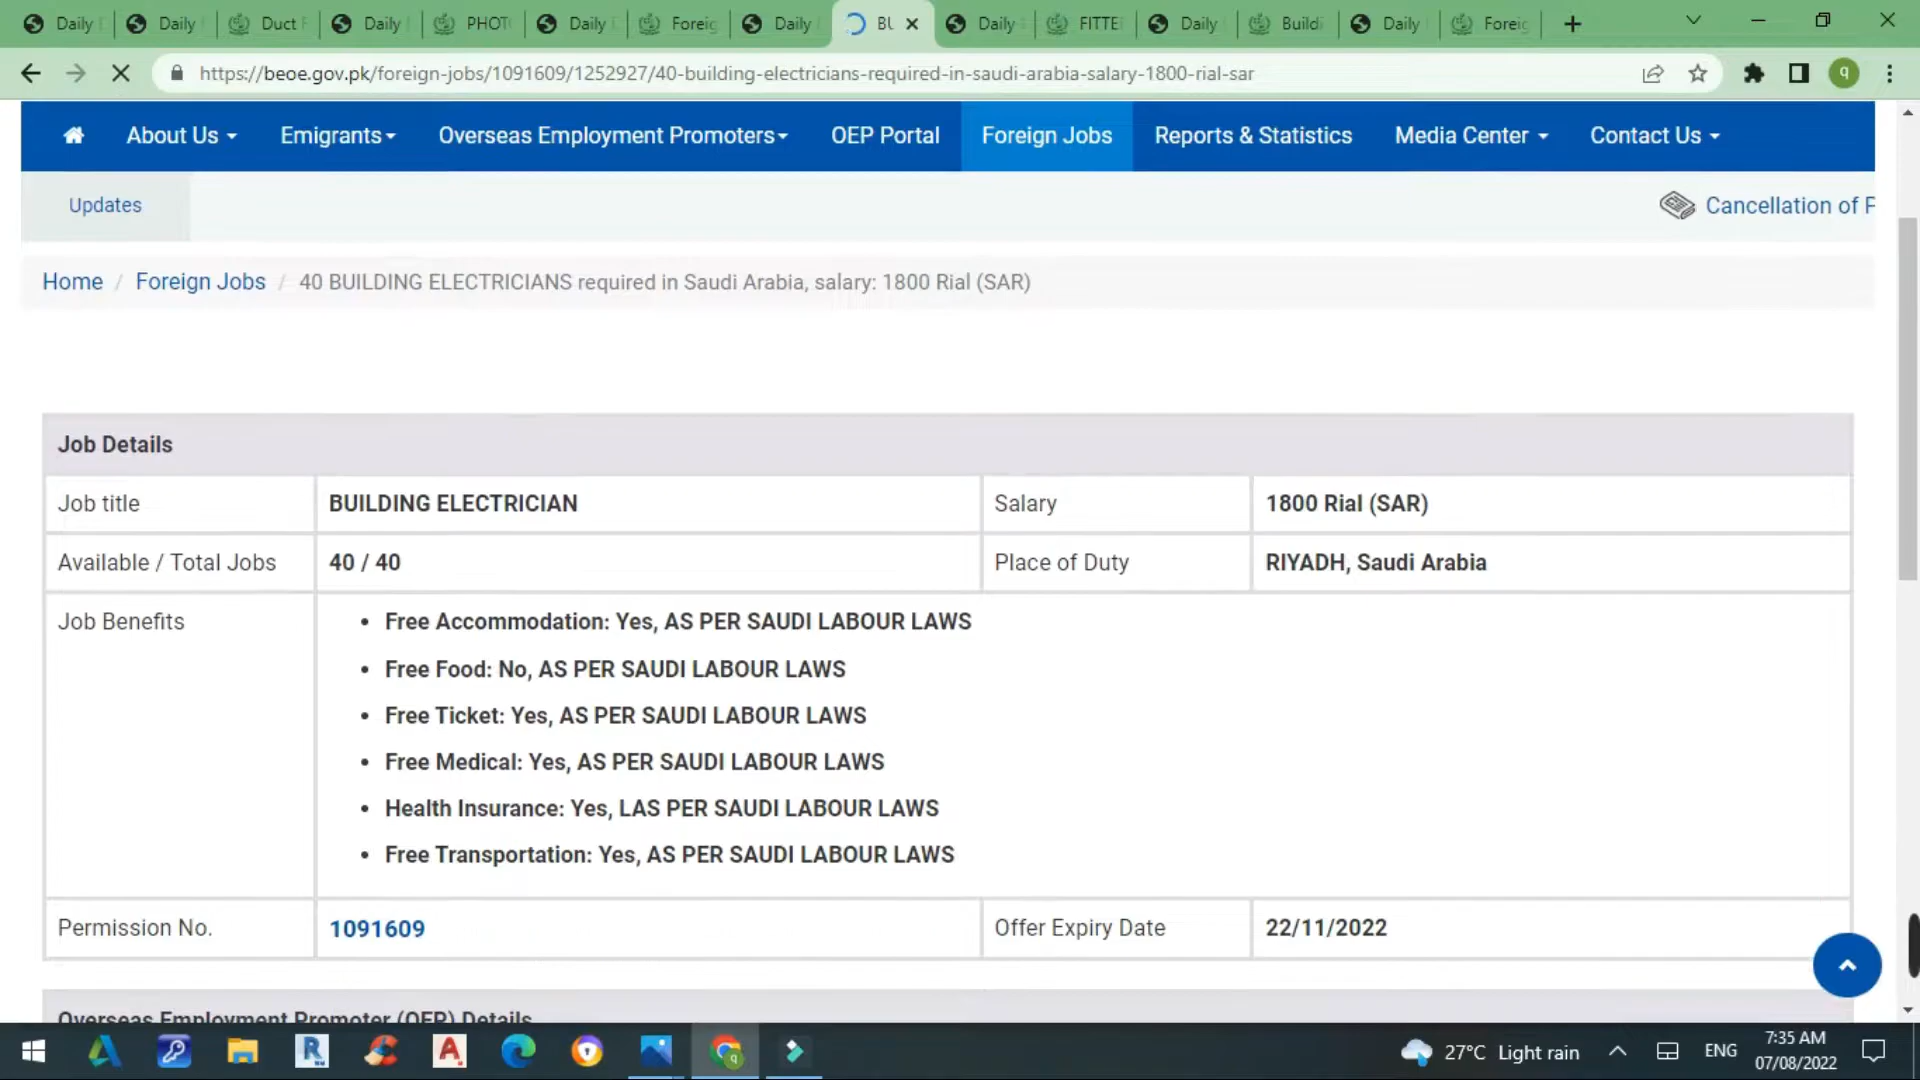 Daily
Daily
Duct F
Daily
PHOT
Daily
Foreig
Daily
BU
Daily
FITTE
Daily
Build
Daily
Foreig
https://beoe.gov.pk/foreign-jobs/1091609/1252927/40-building-electricians-required-in-saudi-arabia-salary-1800-rial-sar
q
About Us
Emigrants
Overseas Employment Promoters
OEP Portal
Foreign Jobs
Reports & Statistics
Media Center
Contact Us
Updates
Cancellation of P
Home / Foreign Jobs / 40 BUILDING ELECTRICIANS required in Saudi Arabia, salary: 1800 Rial (SAR)
Job Details
Job title BUILDING ELECTRICIAN Salary 1800 Rial (SAR)
Available / Total Jobs 40 / 40 Place of Duty RIYADH, Saudi Arabia
Job Benefits
• Free Accommodation: Yes, AS PER SAUDI LABOUR LAWS
• Free Food: No, AS PER SAUDI LABOUR LAWS
• Free Ticket: Yes, AS PER SAUDI LABOUR LAWS
• Free Medical: Yes, AS PER SAUDI LABOUR LAWS
• Health Insurance: Yes, LAS PER SAUDI LABOUR LAWS
• Free Transportation: Yes, AS PER SAUDI LABOUR LAWS
Permission No. 1091609 Offer Expiry Date 22/11/2022
Overseas Employment Promoter (OEP) Details
R
A
q
27°C Light rain
ENG
7:35 AM
07/08/2022